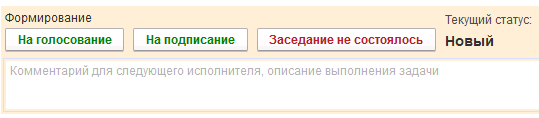 Формирование
Текущий статус:
На голосование На подписание Заседание не состоялось
Новый
Комментарий для следующего исполнителя, описание выполнения задачи